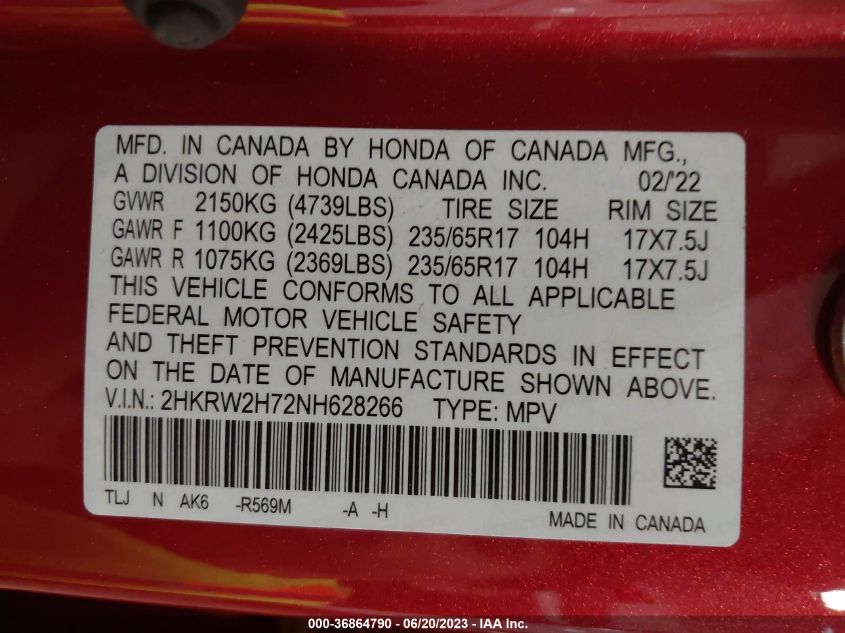 MFD. IN CANADA BY HONDA OF CANADA MFG.,
A DIVISION OF HONDA CANADA INC. 02/'22
GVWR 2150KG (4739LBS) TIRE SIZE RIM SIZE
GAWR F 1100KG (2425LBS) 235/65R17 104H 17X7.5J
GAWR R 1075KG (2369LBS) 235/65R17 104H 17X7.5J
THIS VEHICLE CONFORMS TO ALL APPLICABLE
FEDERAL MOTOR VEHICLE SAFETY
AND THEFT PREVENTION STANDARDS IN EFFECT
ON THE DATE OF MANUFACTURE SHOWN ABOVE.
V.I.N.: 2HKRW2H72NH628266 TYPE: MPV
TLJ N AK6 -R569M -A -H
MADE IN CANADA
000-36864790 - 06/20/2023 - IAA Inc.